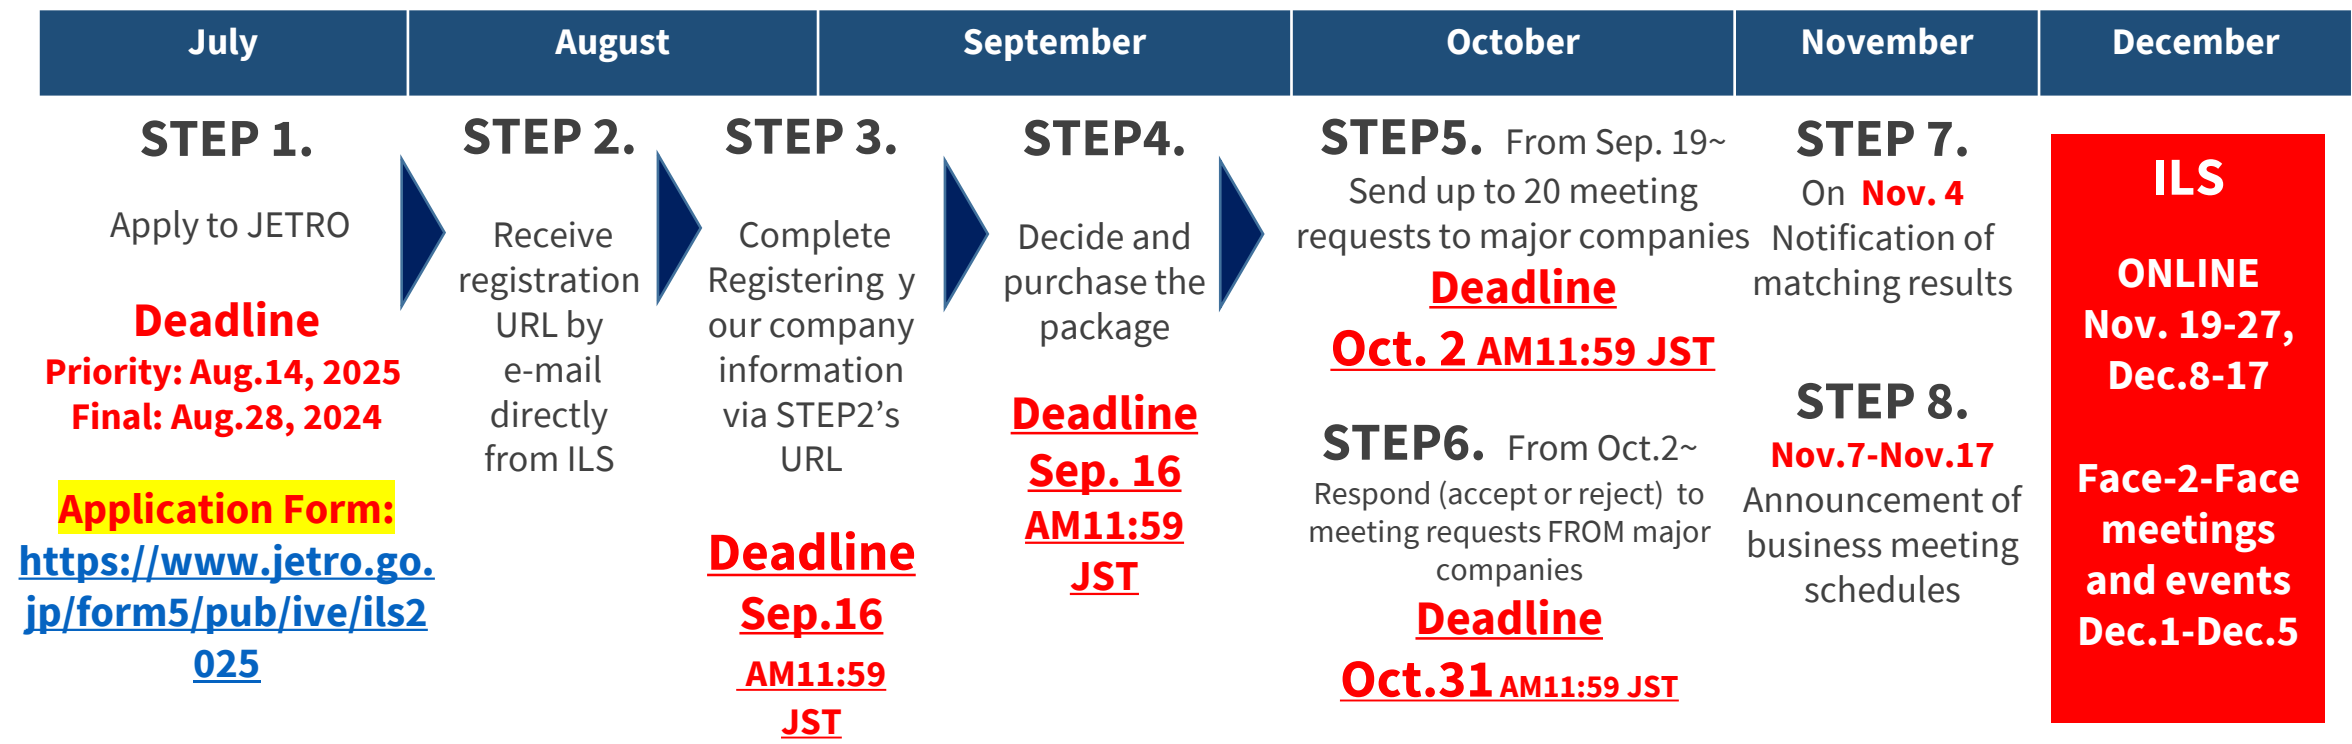 July
August
September
October
November
December
STEP 1.
Apply to JETRO
Deadline
Priority: Aug.14, 2025
Final: Aug.28, 2024
Application Form:
https://www.jetro.go.
jp/form5/pub/ive/ils2
025
STEP 2.
Receive
registration
URL by
e-mail
directly
from ILS
STEP 3.
Complete
Registering y
our company
information
via STEP2’s
URL
Deadline
Sep.16
AM11:59
JST
STEP4.
Decide and
purchase the
package
Deadline
Sep. 16
AM11:59
JST
STEP5. From Sep. 19~
Send up to 20 meeting
requests to major companies
Deadline
Oct. 2 AM11:59 JST
STEP6. From Oct.2~
Respond (accept or reject) to
meeting requests FROM major
companies
Deadline
Oct.31 AM11:59 JST
STEP 7.
On Nov. 4
Notification of
matching results
STEP 8.
Nov.7-Nov.17
Announcement of
business meeting
schedules
ILS
ONLINE
Nov. 19-27,
Dec.8-17
Face-2-Face
meetings
and events
Dec.1-Dec.5